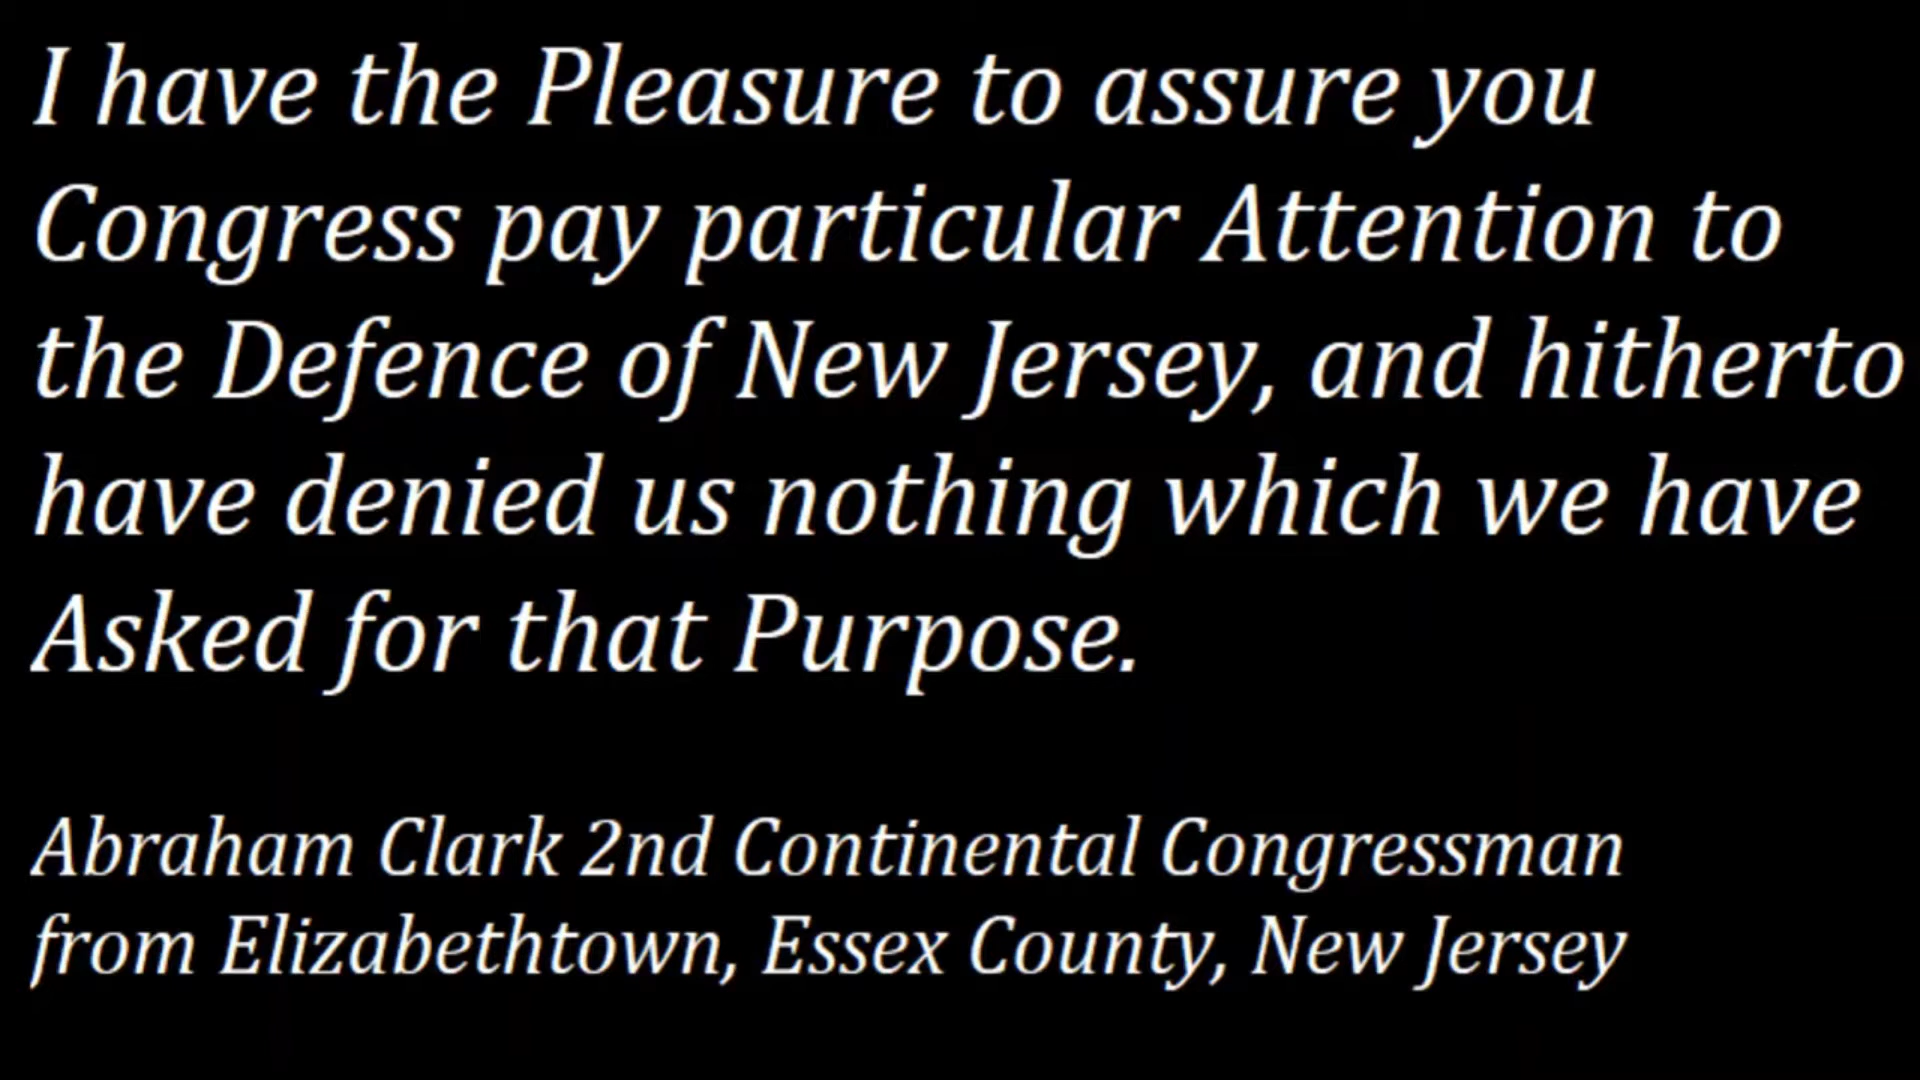 I have the Pleasure to assure you
Congress pay particular Attention to
the Defence of New Jersey, and hitherto
have denied us nothing which we have
Asked for that Purpose.
Abraham Clark 2nd Continental Congressman
from Elizabethtown, Essex County, New Jersey